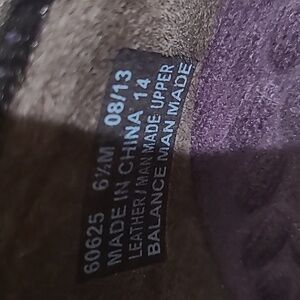 60625 6½M 08/13
MADE IN CHINA 14
LEATHER / MAN MADE UPPER
BALANCE MAN MADE